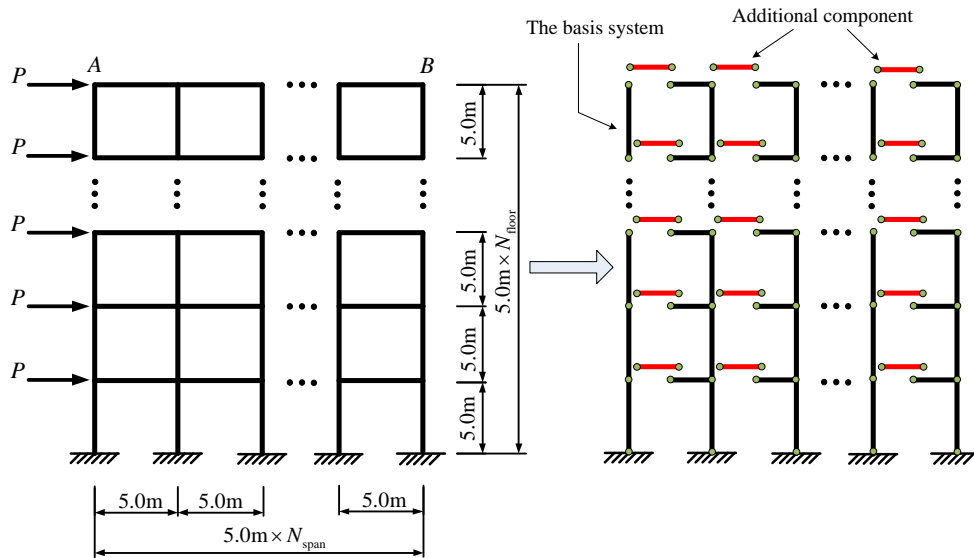 The basis system
Additional component
A
B
P
P
P
P
P
5.0m
5.0m
5.0m
5.0m
5.0m × N_floor
5.0m
5.0m
5.0m
5.0m × N_span